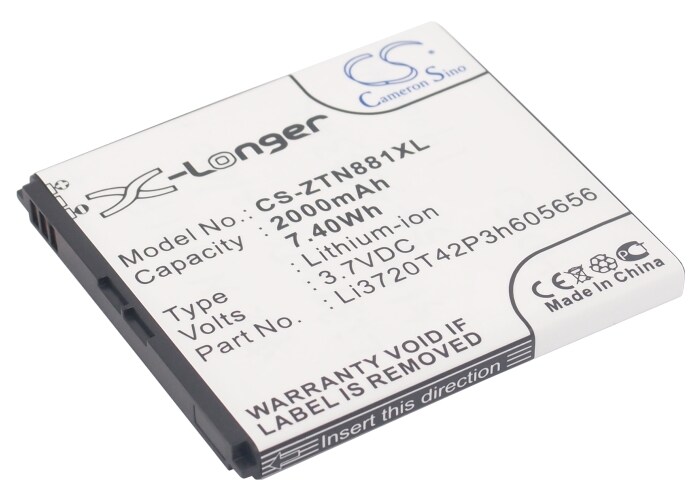 CS
Cameron Sino
X-Longer
Model No.: CS-ZTN881XL
Capacity : 2000mAh
7.40Wh
Type : Lithium-ion
Volts : 3.7VDC
Part No. : Li3720T42P3h605656
CE
Made in China
WARRANTY VOID IF LABEL
IS REMOVED.
Insert this direction